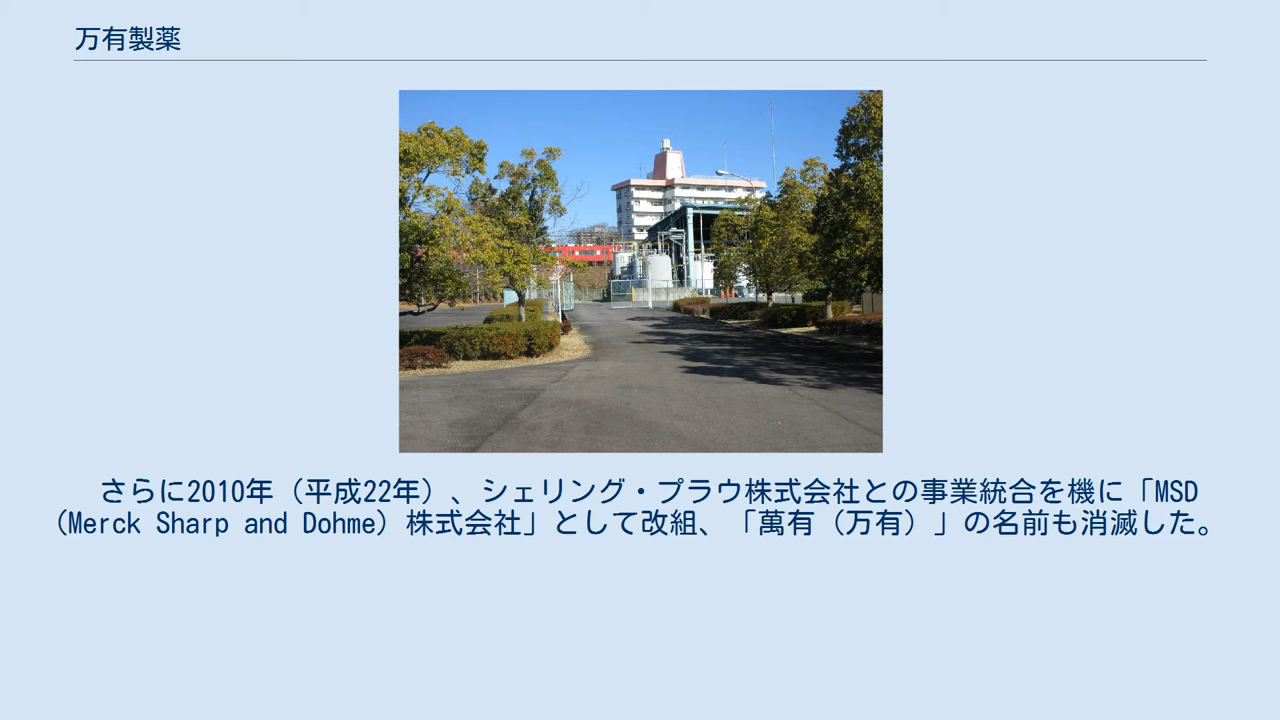 万有製薬
さらに2010年（平成22年）、シェリング・プラウ株式会社との事業統合を機に「MSD
（Merck Sharp and Dohme）株式会社」として改組、「萬有（万有）」の名前も消滅した。